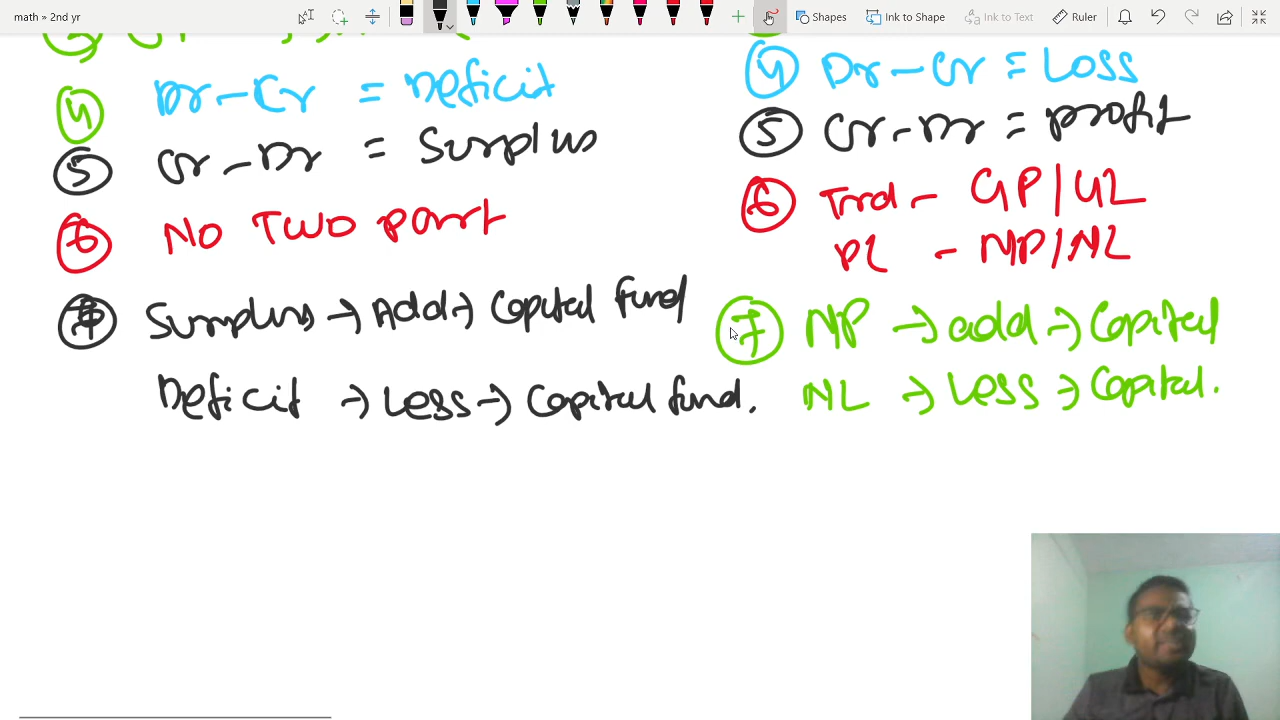 math » 2nd yr
Shapes
Ink to Shape
Ink to Text
Ruler
4 Dr - Cr = Deficit
5 Cr - Dr = Surplus
6 No Two part
7 Surplus → Add → Capital fund
Deficit → Less → Capital fund.
4 Dr - Cr = Loss
5 Cr - Dr = profit
6 Trd - GP/GL
PL - NP/NL
7 NP → add → Capital
NL → Less → Capital.